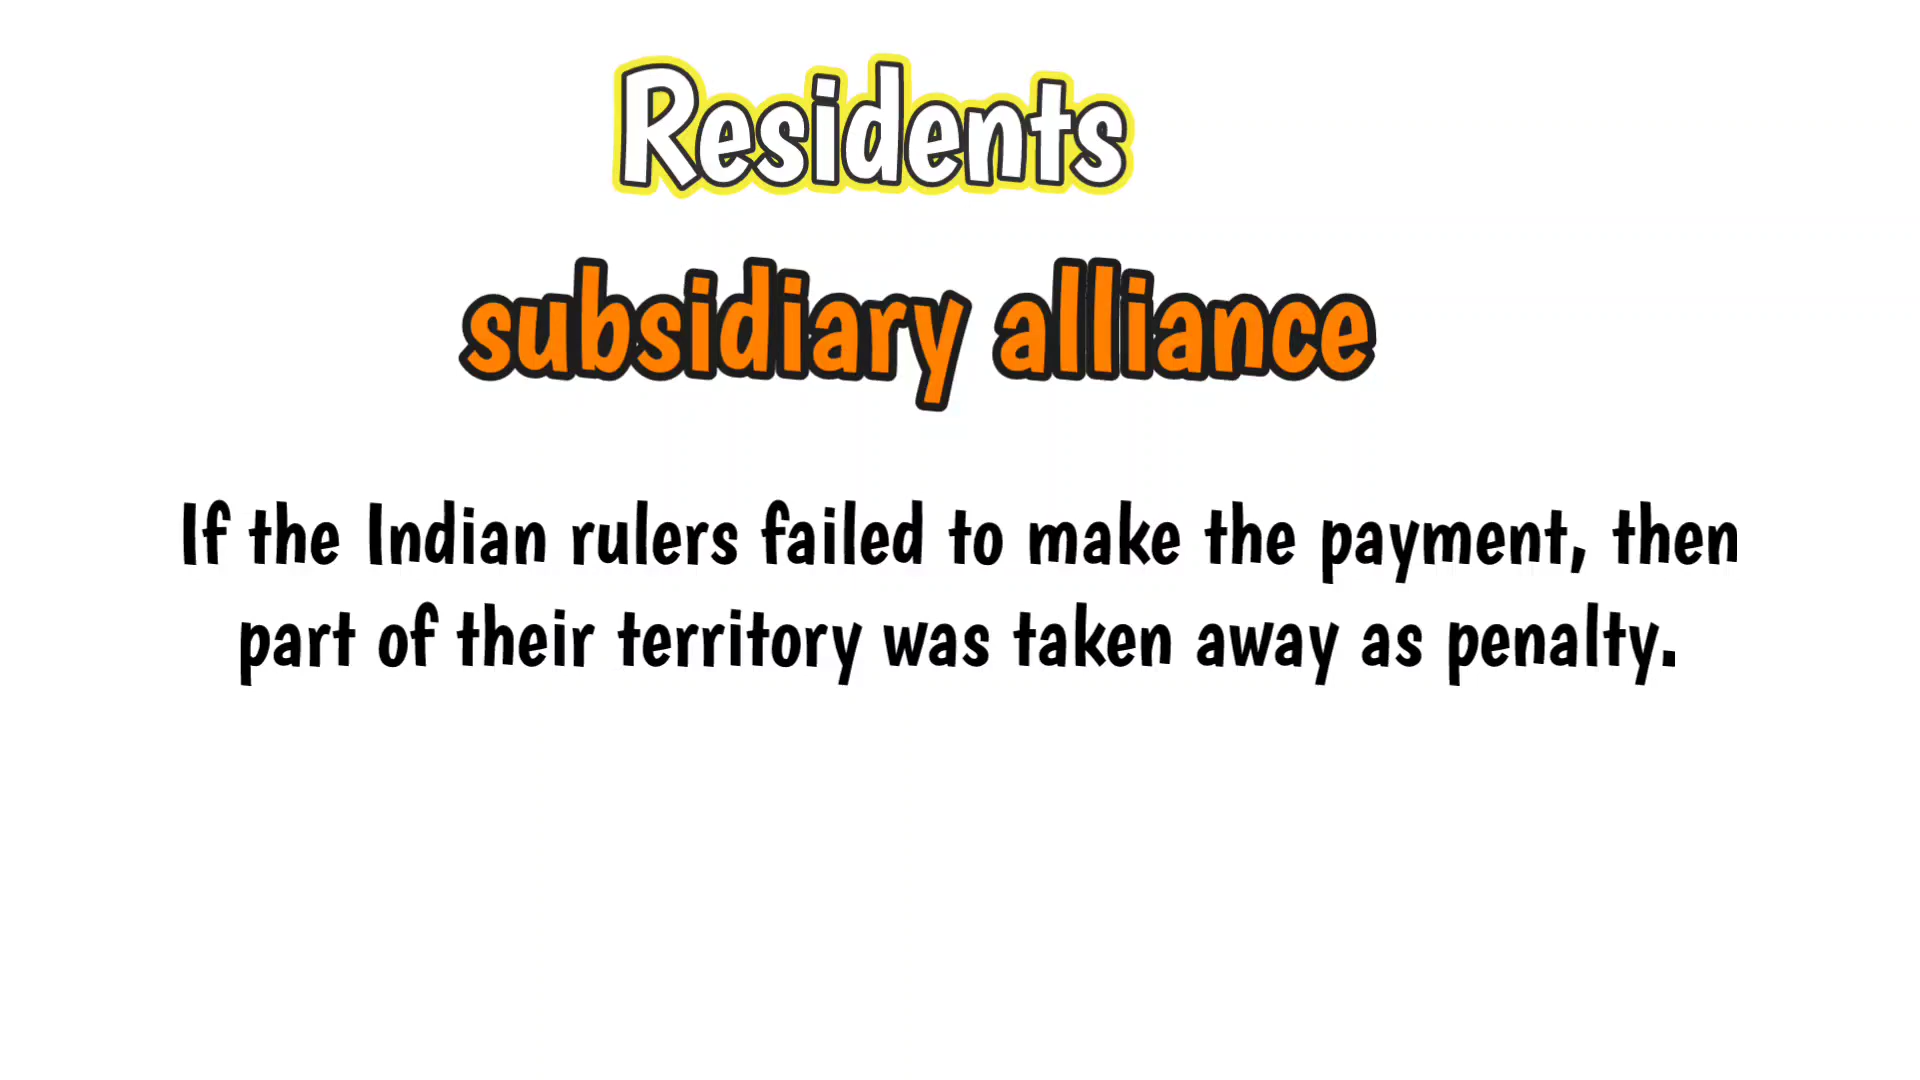 Residents
subsidiary alliance
If the Indian rulers failed to make the payment, then
part of their territory was taken away as penalty.